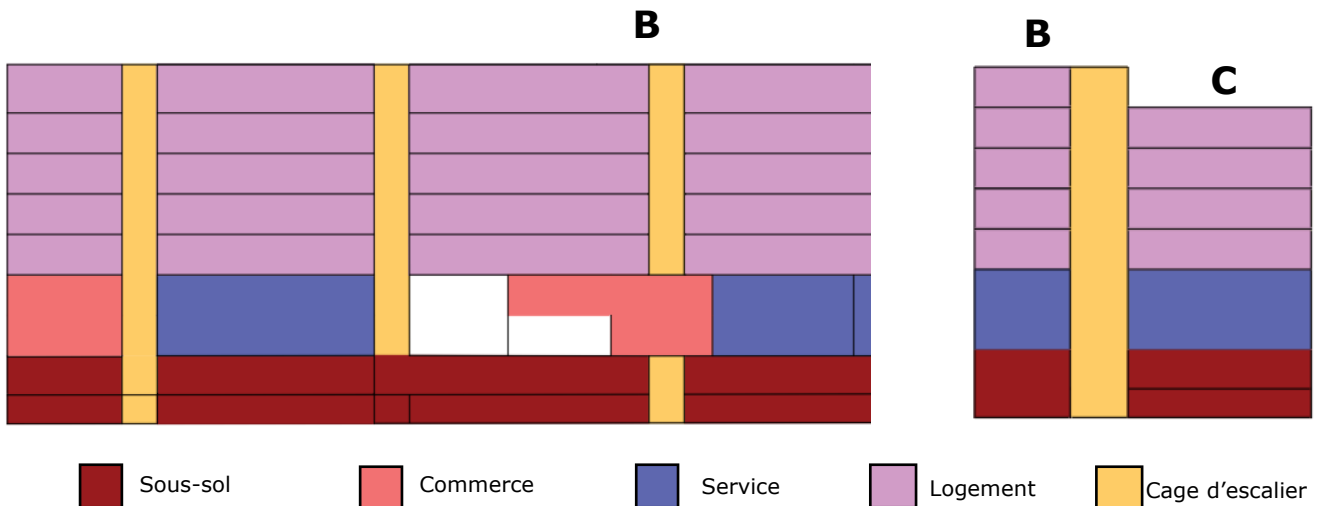 B
B
C
Sous-sol
Commerce
Service
Logement
Cage d'escalier